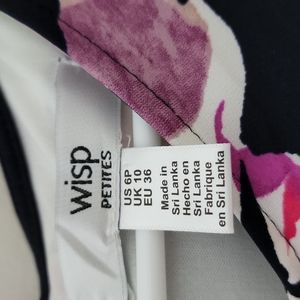 wisp
PETITES
US 6P
UK 10
EU 36
Made in
Sri Lanka
Hecho en
Sri Lanka
Fabrique
en Sri Lanka